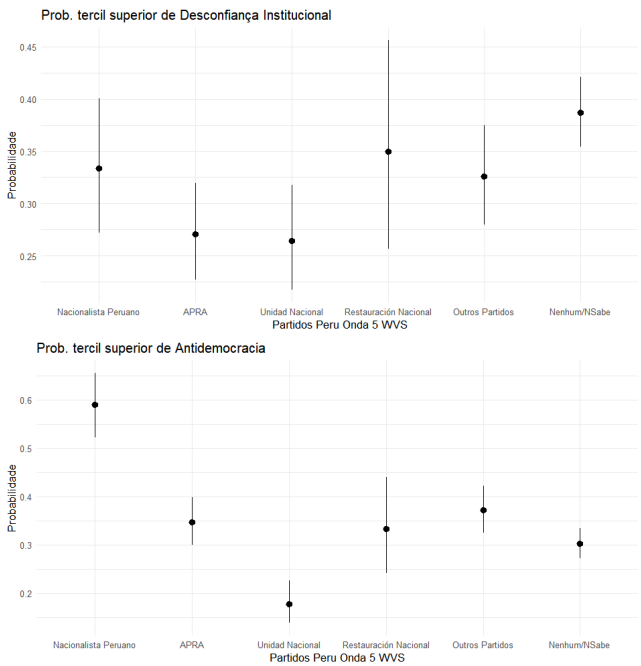 Prob. tercil superior de Desconfiança Institucional
Probabilidade
0.45
0.40
0.35
0.30
0.25
Nacionalista Peruano APRA Unidad Nacional Restauración Nacional Outros Partidos Nenhum/NSabe
Partidos Peru Onda 5 WVS
Prob. tercil superior de Antidemocracia
Probabilidade
0.6
0.5
0.4
0.3
0.2
Nacionalista Peruano APRA Unidad Nacional Restauración Nacional Outros Partidos Nenhum/NSabe
Partidos Peru Onda 5 WVS